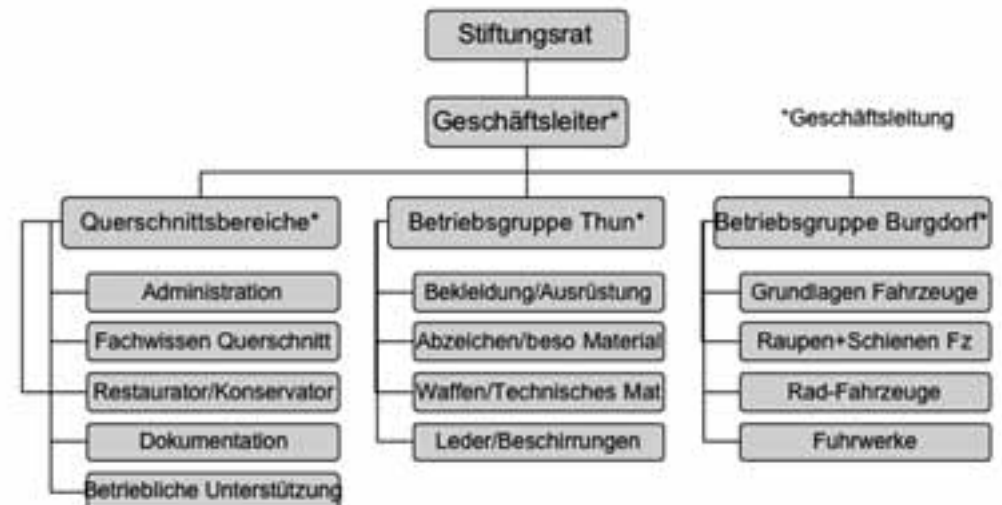 Stiftungsrat
Geschäftsleiter*
*Geschäftsleitung
Querschnittsbereiche*
Administration
Fachwissen Querschnitt
Restaurator/Konservator
Dokumentation
Betriebliche Unterstützung
Betriebsgruppe Thun*
Bekleidung/Ausrüstung
Abzeichen/beso Material
Waffen/Technisches Mat
Leder/Beschirrungen
Betriebsgruppe Burgdorf*
Grundlagen Fahrzeuge
Raupen+Schienen Fz
Rad-Fahrzeuge
Fuhrwerke